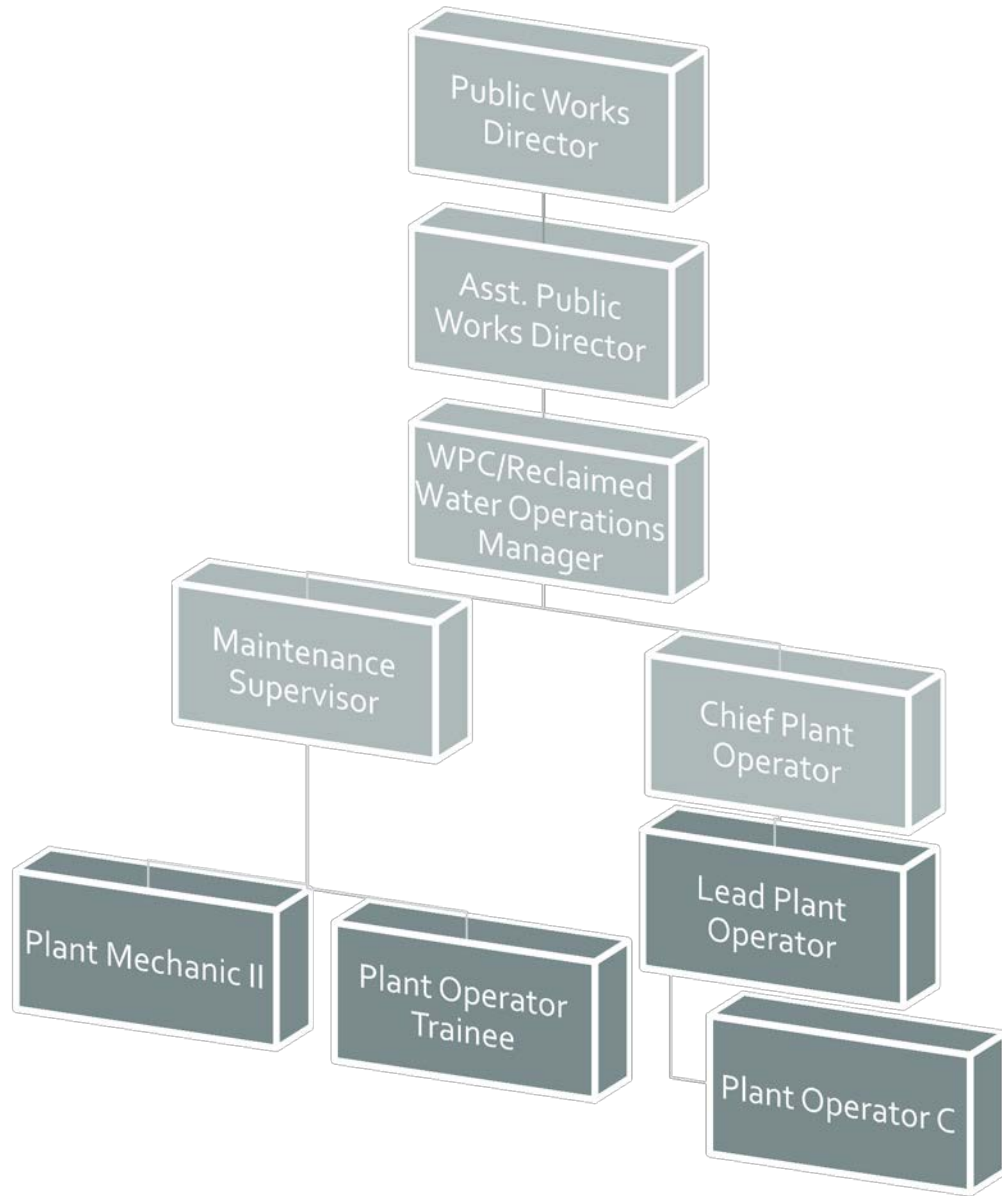 Public Works
Director
Asst. Public
Works Director
WPC/Reclaimed
Water Operations
Manager
Maintenance
Supervisor
Chief Plant
Operator
Plant Mechanic II
Plant Operator
Trainee
Lead Plant
Operator
Plant Operator C